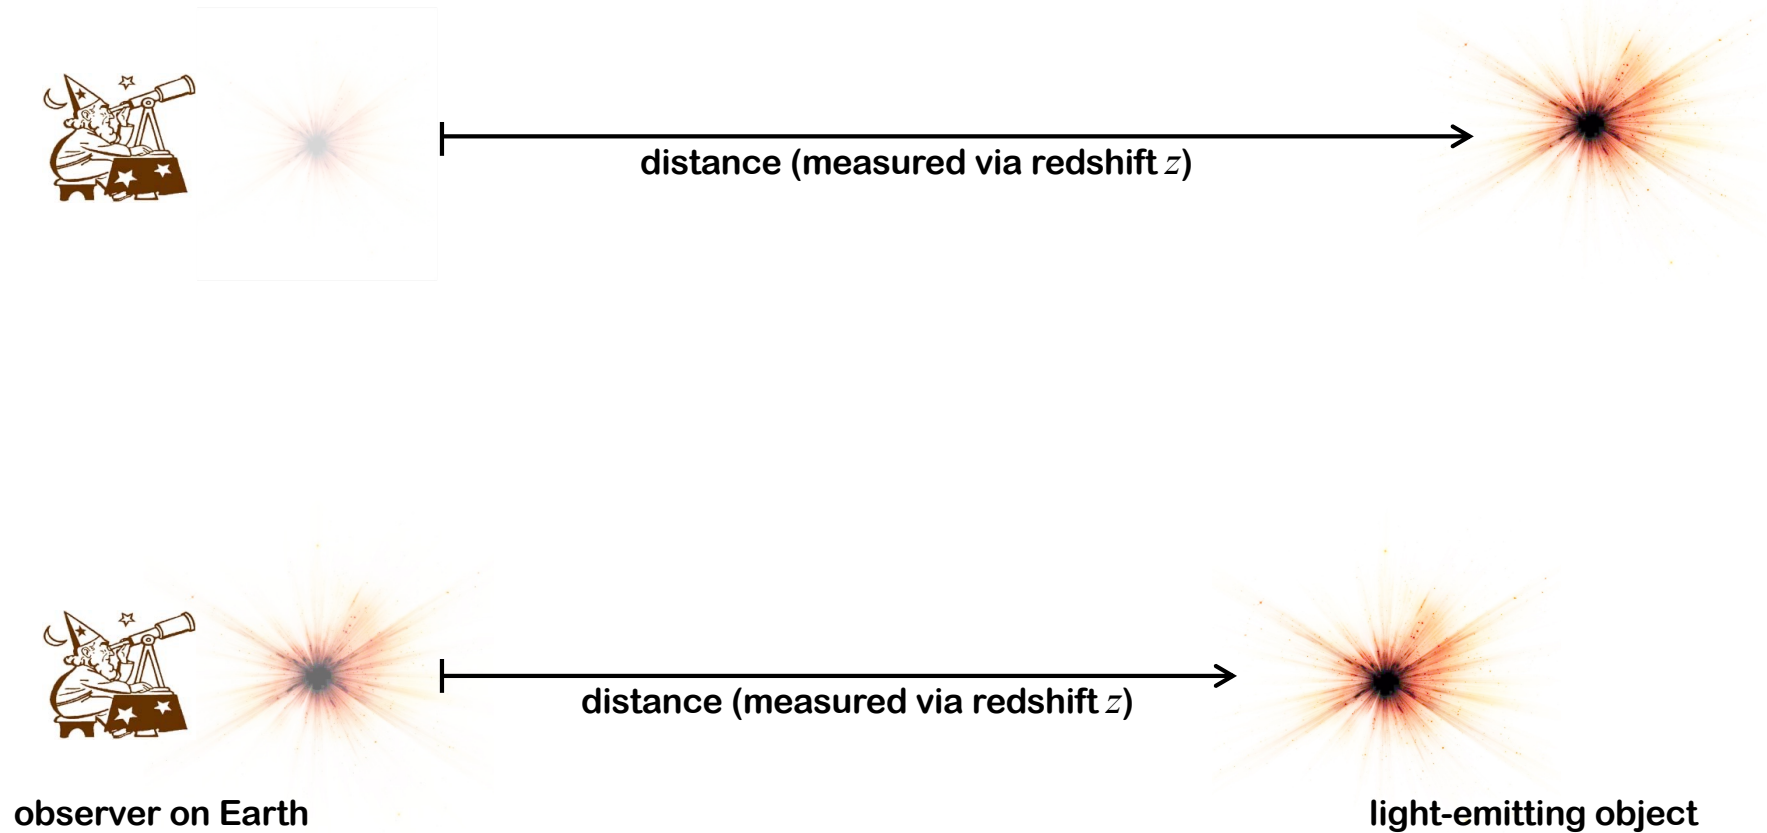 distance (measured via redshift z)
distance (measured via redshift z)
observer on Earth
light-emitting object